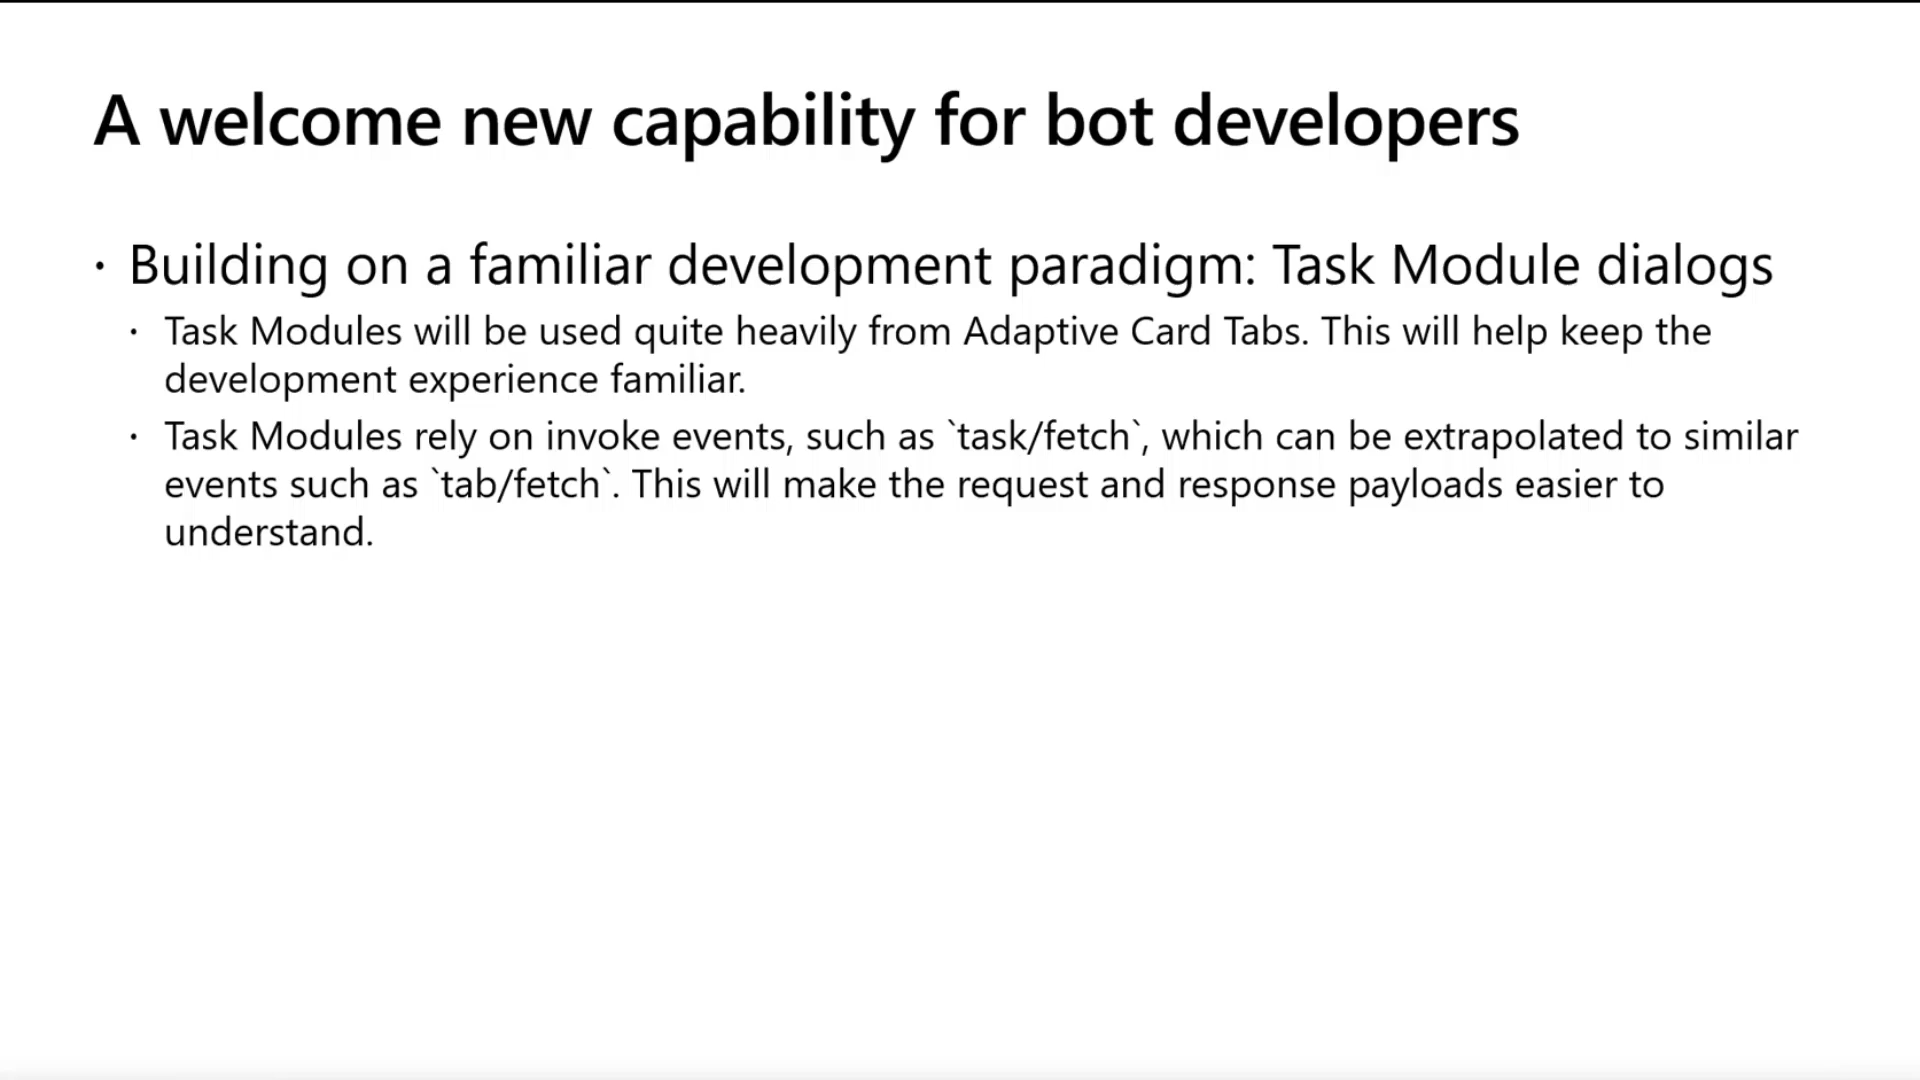 A welcome new capability for bot developers
· Building on a familiar development paradigm: Task Module dialogs
· Task Modules will be used quite heavily from Adaptive Card Tabs. This will help keep the
development experience familiar.
· Task Modules rely on invoke events, such as `task/fetch`, which can be extrapolated to similar
events such as `tab/fetch`. This will make the request and response payloads easier to
understand.